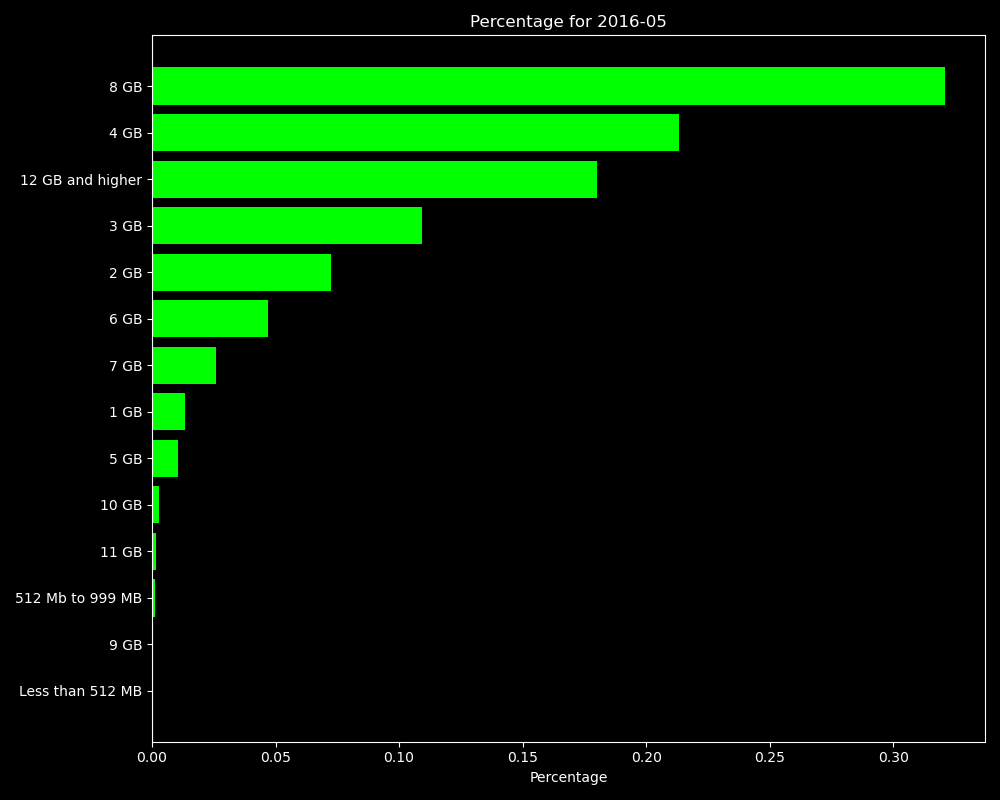 Percentage for 2016-05
8 GB
4 GB
12 GB and higher
3 GB
2 GB
6 GB
7 GB
1 GB
5 GB
10 GB
11 GB
512 Mb to 999 MB
9 GB
Less than 512 MB
0.00 0.05 0.10 0.15 0.20 0.25 0.30
Percentage